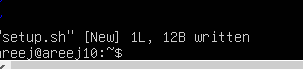 "setup.sh" [New] 1L, 12B written
areej@areej10:~$